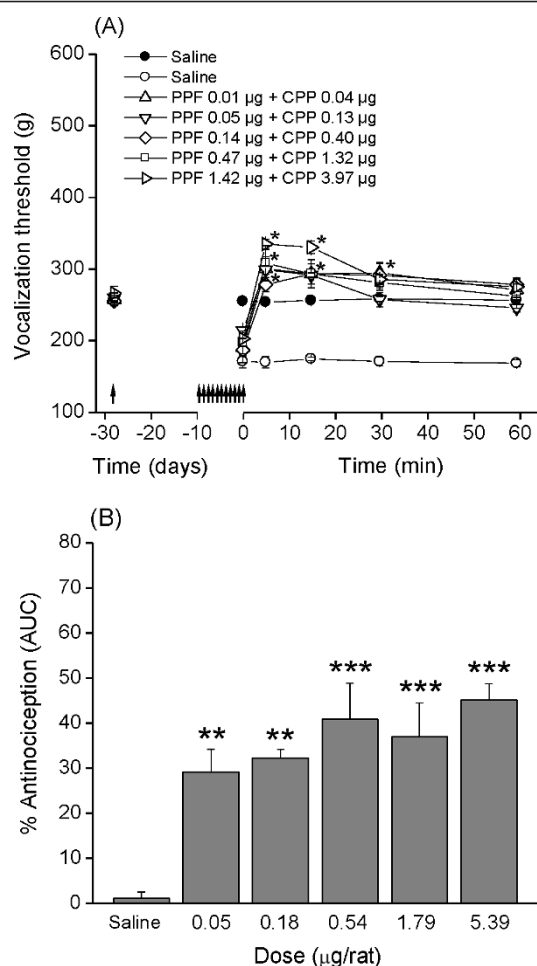 (A)
600
500
400
300
200
100
Vocalization threshold (g)
Saline
Saline
PPF 0.01 µg + CPP 0.04 µg
PPF 0.05 µg + CPP 0.13 µg
PPF 0.14 µg + CPP 0.40 µg
PPF 0.47 µg + CPP 1.32 µg
PPF 1.42 µg + CPP 3.97 µg
* *
*
* *
-30 -20 -10 0 10 20 30 40 50 60
Time (days) Time (min)
(B)
80
70
60
50
40
30
20
10
0
% Antinociception (AUC)
** ** *** *** ***
Saline 0.05 0.18 0.54 1.79 5.39
Dose (µg/rat)